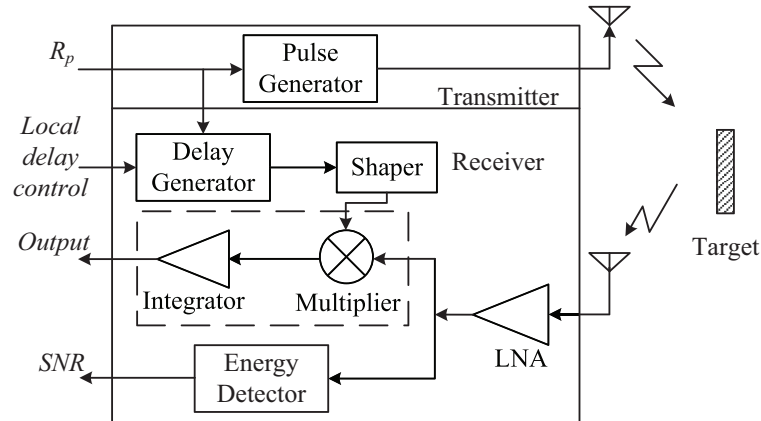 R_p
Pulse
Generator
Transmitter
Local
delay
control
Delay
Generator
Shaper
Receiver
Output
Integrator
Multiplier
Target
LNA
SNR
Energy
Detector